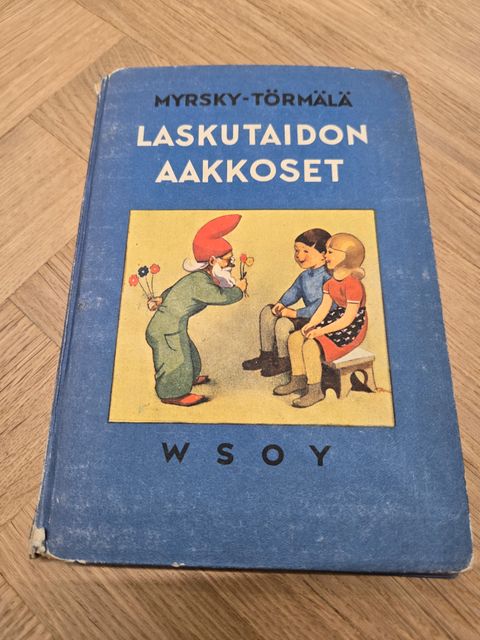 MYRSKY-TÖRMÄLÄ
LASKUTAIDON
AAKKOSET
WSOY